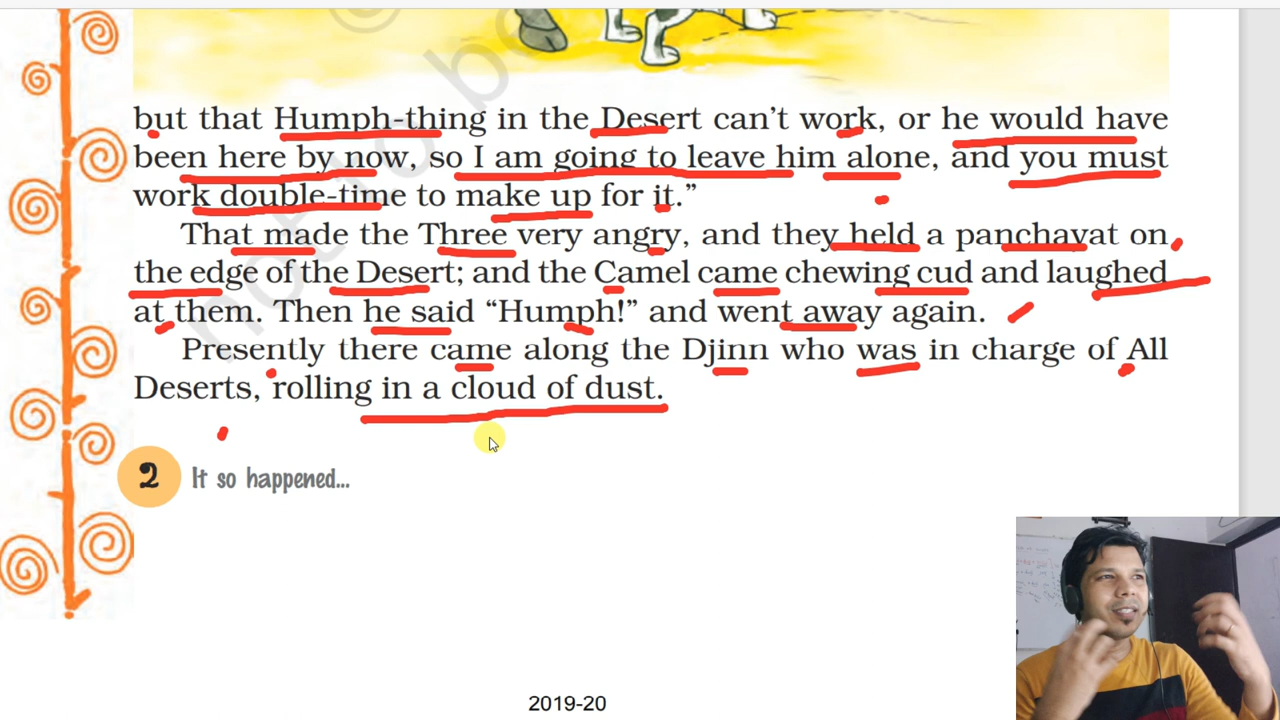 but that Humph-thing in the Desert can't work, or he would have
been here by now, so I am going to leave him alone, and you must
work double-time to make up for it.”
That made the Three very angry, and they held a panchayat on
the edge of the Desert; and the Camel came chewing cud and laughed
at them. Then he said “Humph!” and went away again.
Presently there came along the Djinn who was in charge of All
Deserts, rolling in a cloud of dust.
2 It so happened...
2019-20